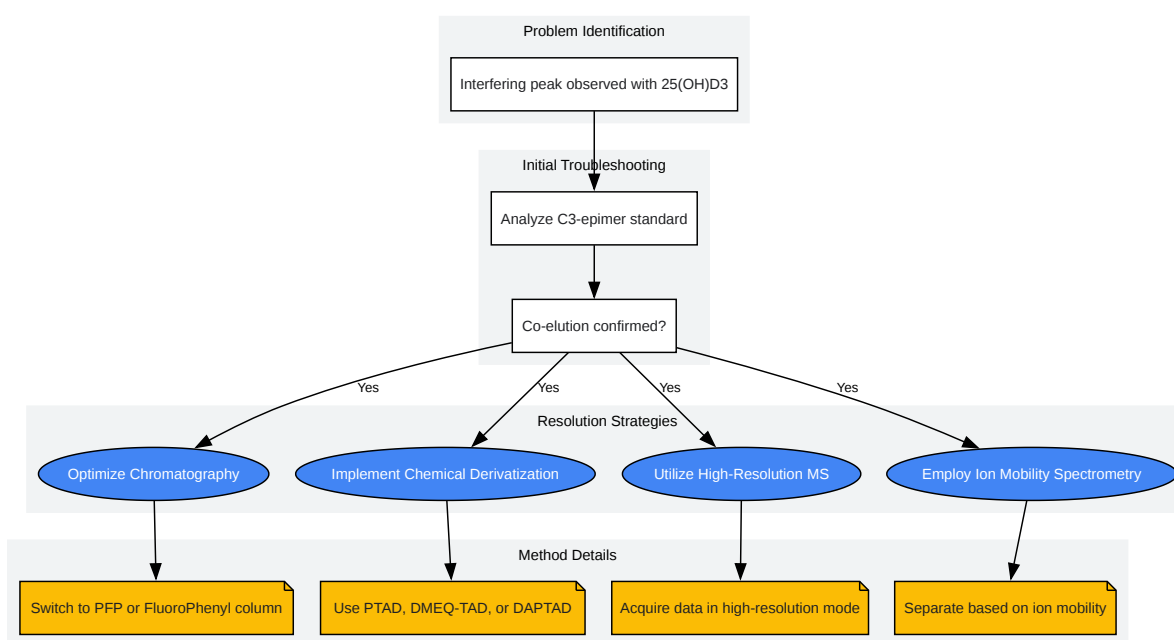 Problem Identification
Interfering peak observed with 25(OH)D3
Initial Troubleshooting
Analyze C3-epimer standard
Co-elution confirmed?
Yes
Yes
Yes
Yes
Resolution Strategies
Optimize Chromatography
Implement Chemical Derivatization
Utilize High-Resolution MS
Employ Ion Mobility Spectrometry
Method Details
Switch to PFP or FluoroPhenyl column
Use PTAD, DMEQ-TAD, or DAPTAD
Acquire data in high-resolution mode
Separate based on ion mobility